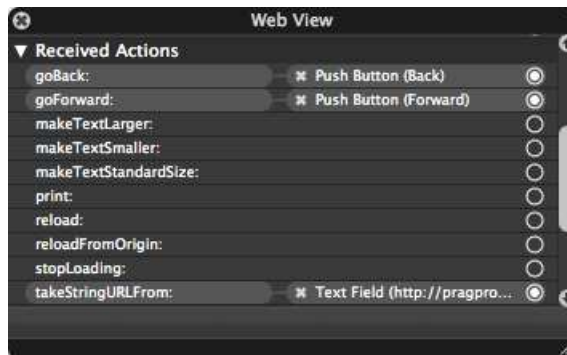 Web View
▼ Received Actions
goBack: ✖ Push Button (Back)
goForward: ✖ Push Button (Forward)
makeTextLarger:
makeTextSmaller:
makeTextStandardSize:
print:
reload:
reloadFromOrigin:
stopLoading:
takeStringURLFrom: ✖ Text Field (http://pragpro...